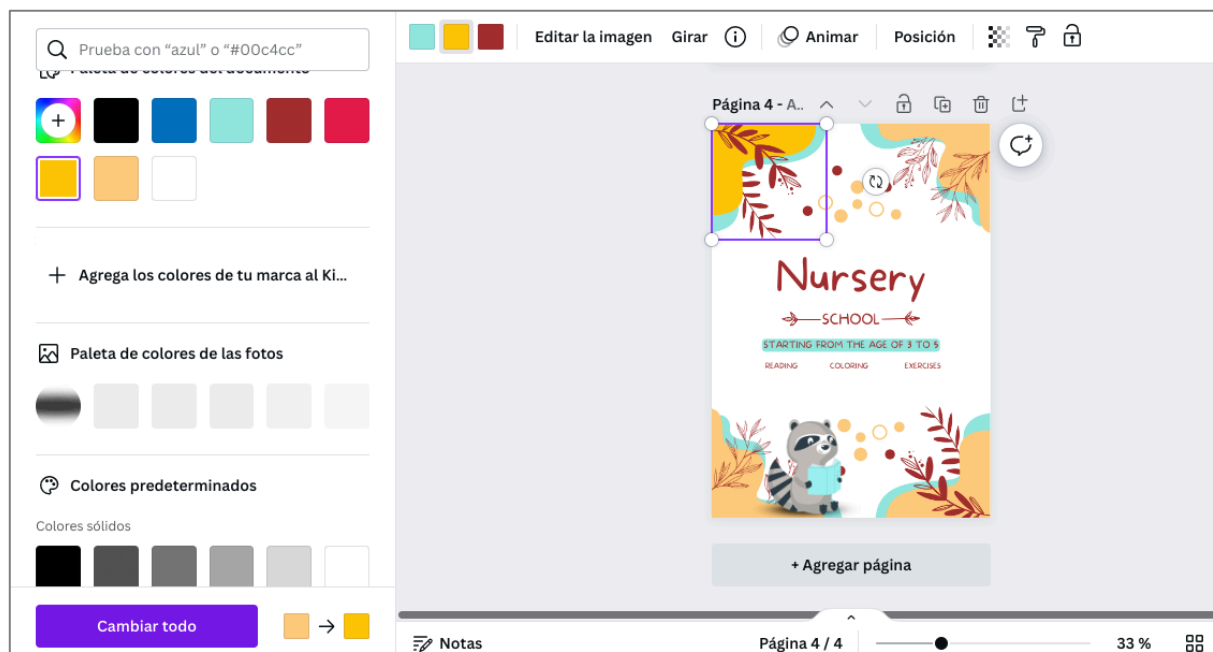 Prueba con “azul” o “#00c4cc”
Paleta de colores del documento
+ Agrega los colores de tu marca al Ki...
Paleta de colores de las fotos
Colores predeterminados
Colores sólidos
Cambiar todo
Editar la imagen Girar Animar Posición
Página 4 - A..
Nursery
SCHOOL
STARTING FROM THE AGE OF 3 TO 5
READING COLORING EXERCISES
+ Agregar página
Notas Página 4 / 4 33 %